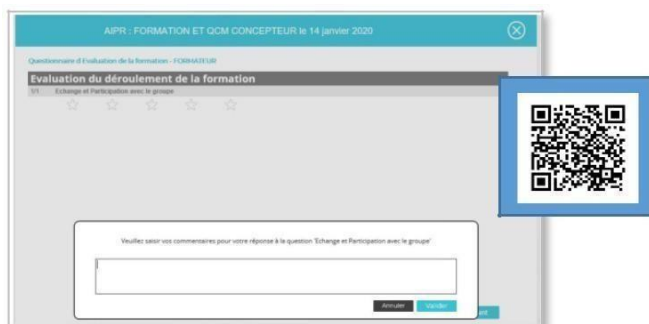 AIPR : FORMATION ET QCM CONCEPTEUR le 14 janvier 2020
Questionnaire d'Evaluation de la formation - FORMATEUR
Evaluation du déroulement de la formation
1/1 Echange et Participation avec le groupe
Veuillez saisir vos commentaires pour votre réponse à la question 'Echange et Participation avec le groupe'
Annuler Valider